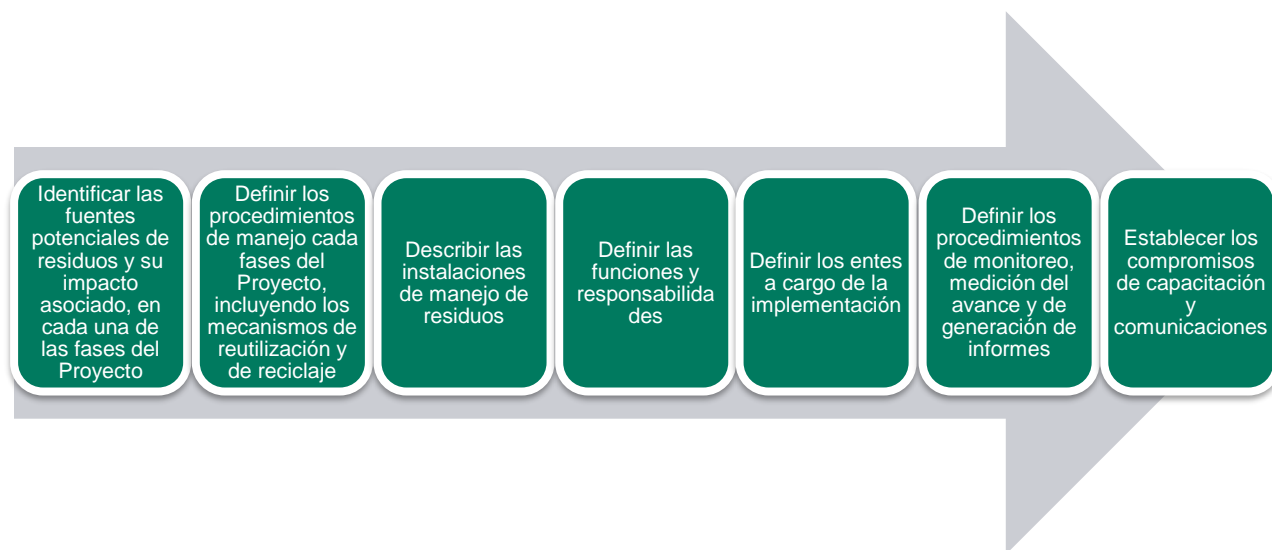 Identificar las
fuentes
potenciales de
residuos y su
impacto
asociado, en
cada una de
las fases del
Proyecto
Definir los
procedimientos
de manejo cada
fases del
Proyecto,
incluyendo los
mecanismos de
reutilización y
de reciclaje
Describir las
instalaciones
de manejo de
residuos
Definir las
funciones y
responsabilida
des
Definir los entes
a cargo de la
implementación
Definir los
procedimientos
de monitoreo,
medición del
avance y de
generación de
informes
Establecer los
compromisos
de capacitación
y
comunicaciones